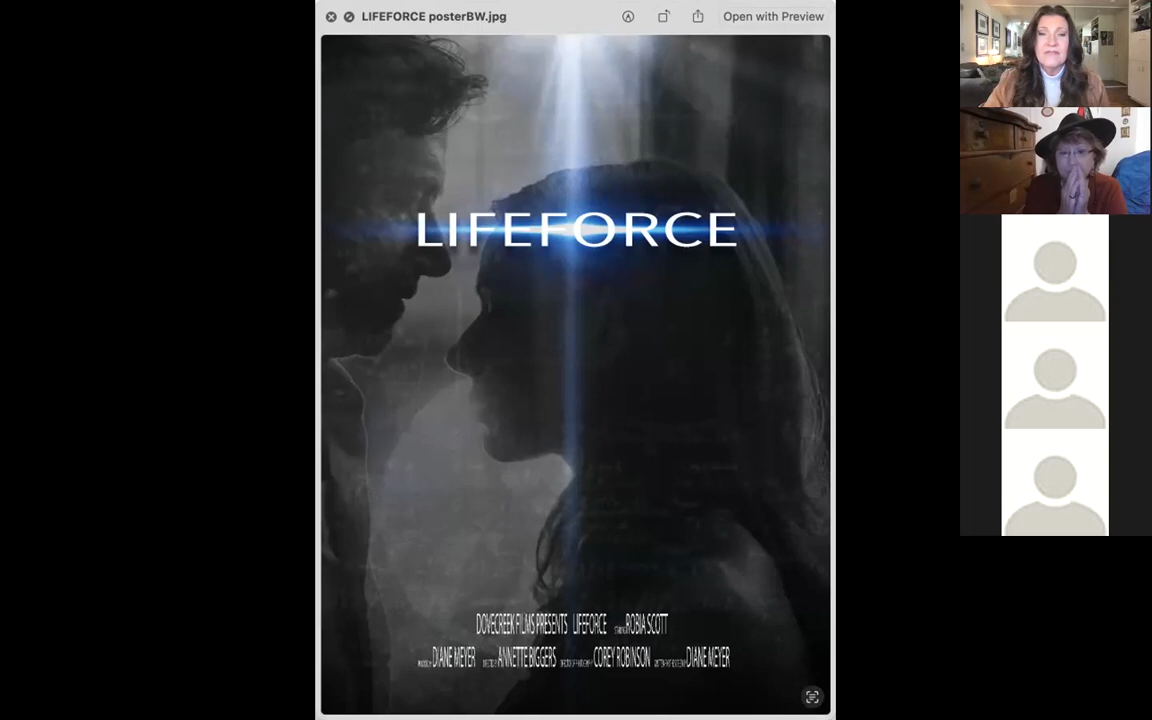 LIFEFORCE posterBW.jpg
Open with Preview
LIFEFORCE
DOVECREEK FILMS PRESENTS LIFEFORCE STARRING ROBIA SCOTT
DIANE MEYER ANNETTE BIGGERS COREY ROBINSON DIANE MEYER